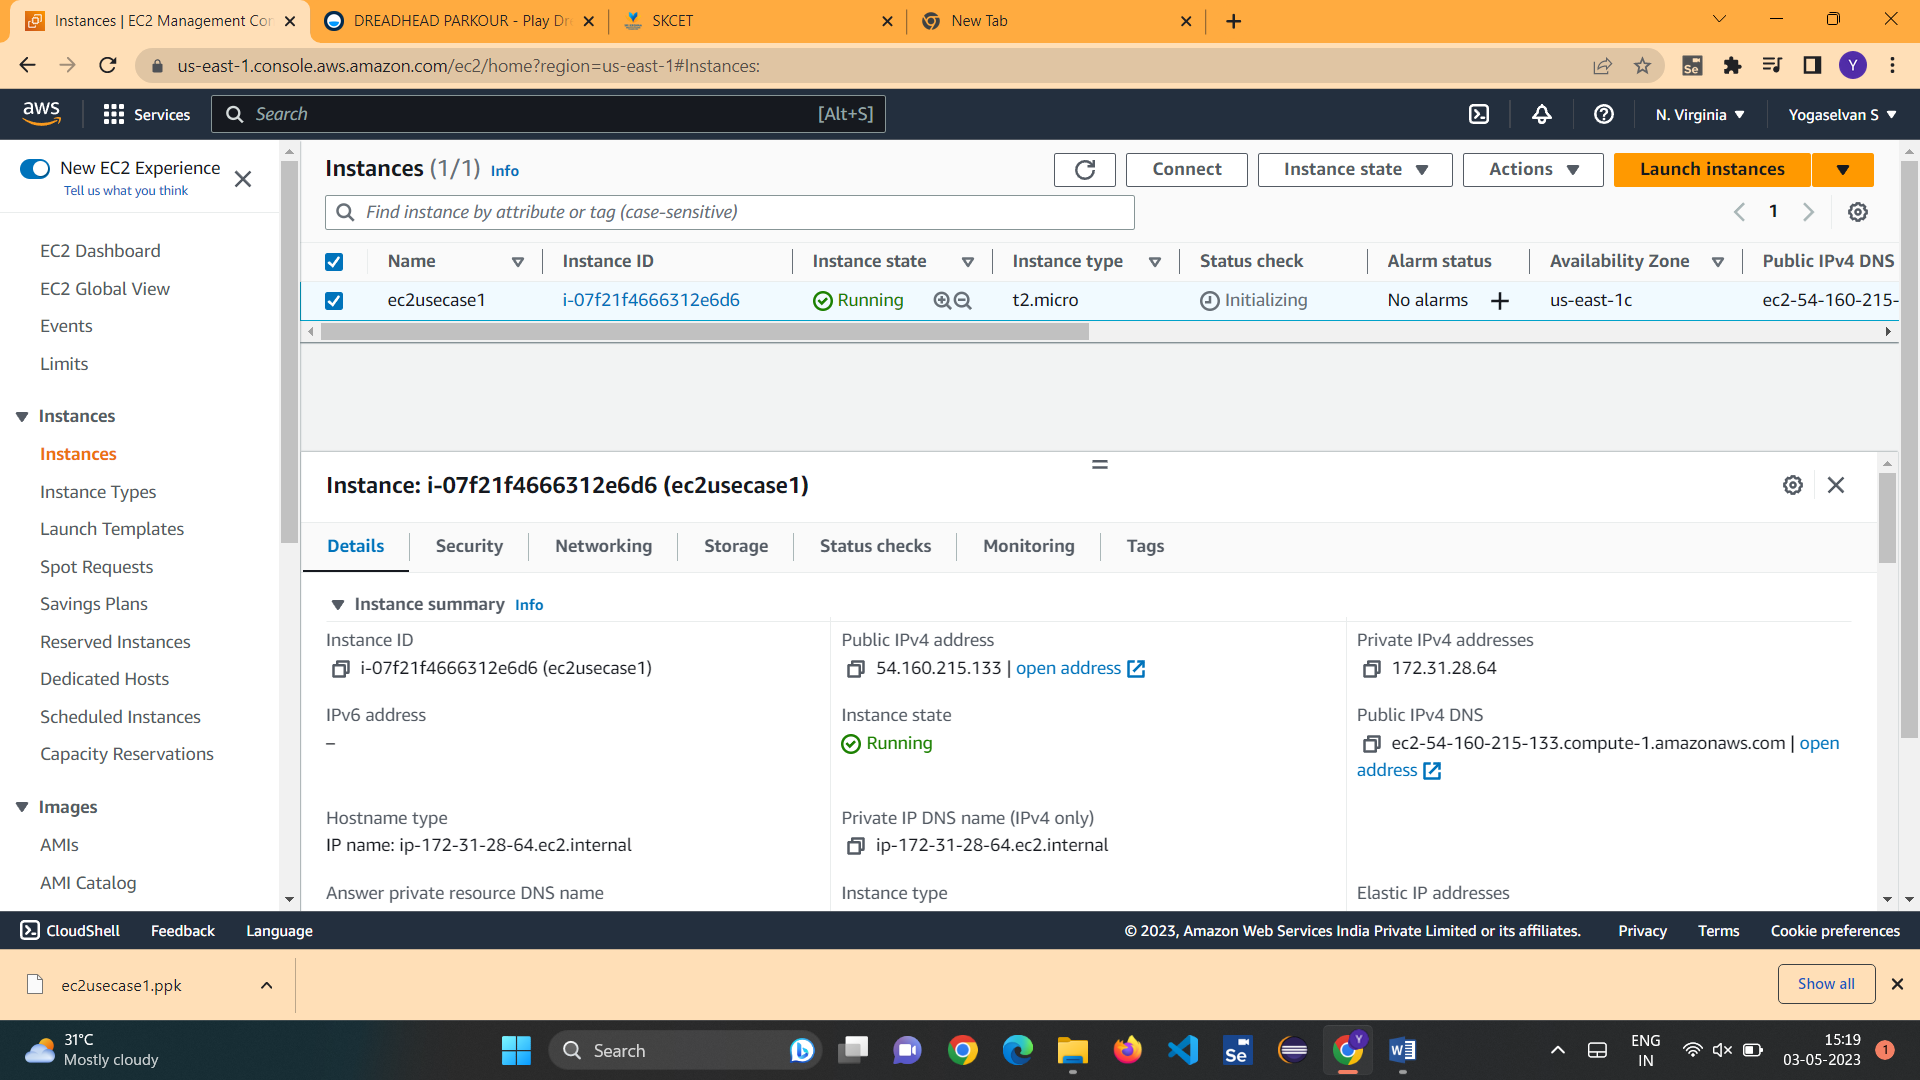 Instances | EC2 Management Con
DREADHEAD PARKOUR - Play Dre
SKCET
New Tab
us-east-1.console.aws.amazon.com/ec2/home?region=us-east-1#Instances:
Se
Y
aws
Services
Search
[Alt+S]
N. Virginia
Yogaselvan S
New EC2 Experience
Tell us what you think
EC2 Dashboard
EC2 Global View
Events
Limits
Instances
Instances
Instance Types
Launch Templates
Spot Requests
Savings Plans
Reserved Instances
Dedicated Hosts
Scheduled Instances
Capacity Reservations
Images
AMIs
AMI Catalog
Instances (1/1) Info
Connect
Instance state
Actions
Launch instances
Find instance by attribute or tag (case-sensitive)
1
Name Instance ID Instance state Instance type Status check Alarm status Availability Zone Public IPv4 DNS
ec2usecase1 i-07f21f4666312e6d6 Running t2.micro Initializing No alarms us-east-1c ec2-54-160-215-
Instance: i-07f21f4666312e6d6 (ec2usecase1)
Details Security Networking Storage Status checks Monitoring Tags
Instance summary Info
Instance ID
i-07f21f4666312e6d6 (ec2usecase1)
Public IPv4 address
54.160.215.133 | open address
Private IPv4 addresses
172.31.28.64
IPv6 address
–
Instance state
Running
Public IPv4 DNS
ec2-54-160-215-133.compute-1.amazonaws.com | open
address
Hostname type
IP name: ip-172-31-28-64.ec2.internal
Private IP DNS name (IPv4 only)
ip-172-31-28-64.ec2.internal
Answer private resource DNS name
Instance type
Elastic IP addresses
CloudShell Feedback Language
© 2023, Amazon Web Services India Private Limited or its affiliates. Privacy Terms Cookie preferences
ec2usecase1.ppk
Show all
31°C
Mostly cloudy
Search
Se
Y
ENG
IN
15:19
03-05-2023
1